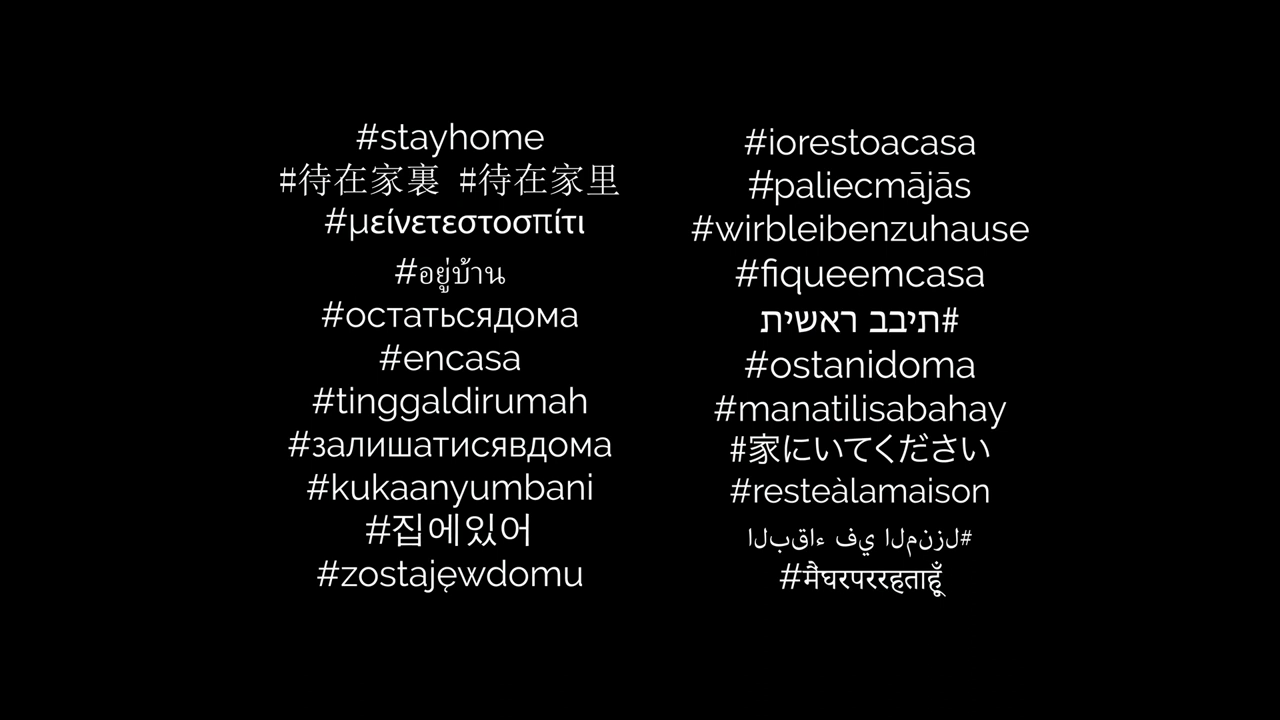 #stayhome
#待在家裏 #待在家里
#μείνετεστοσπίτι
#อยู่บ้าน
#остатьсядома
#encasa
#tinggaldirumah
#залишатисявдома
#kukaanyumbani
#집에있어
#zostajęwdomu
#iorestoacasa
#paliecmājās
#wirbleibenzuhause
#fiqueemcasa
#תיבב ראשית
#ostanidoma
#manatilisabahay
#家にいてください
#resteàlamaison
#البقاء في المنزل
#मैंघरपररहताहूँ